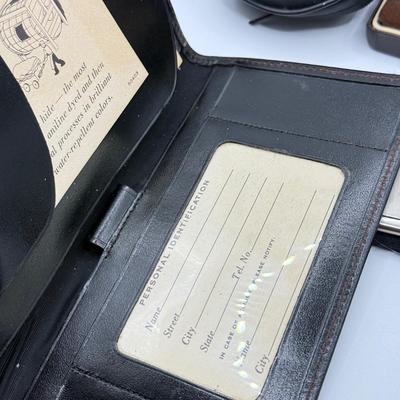 50409
hide — the most
aniline dyed and then
al processes in brilliant
water-repellent colors.
PERSONAL IDENTIFICATION
Name
Street
City
State Tel. No.
IN CASE OF PLEASE NOTIFY:
Name
City